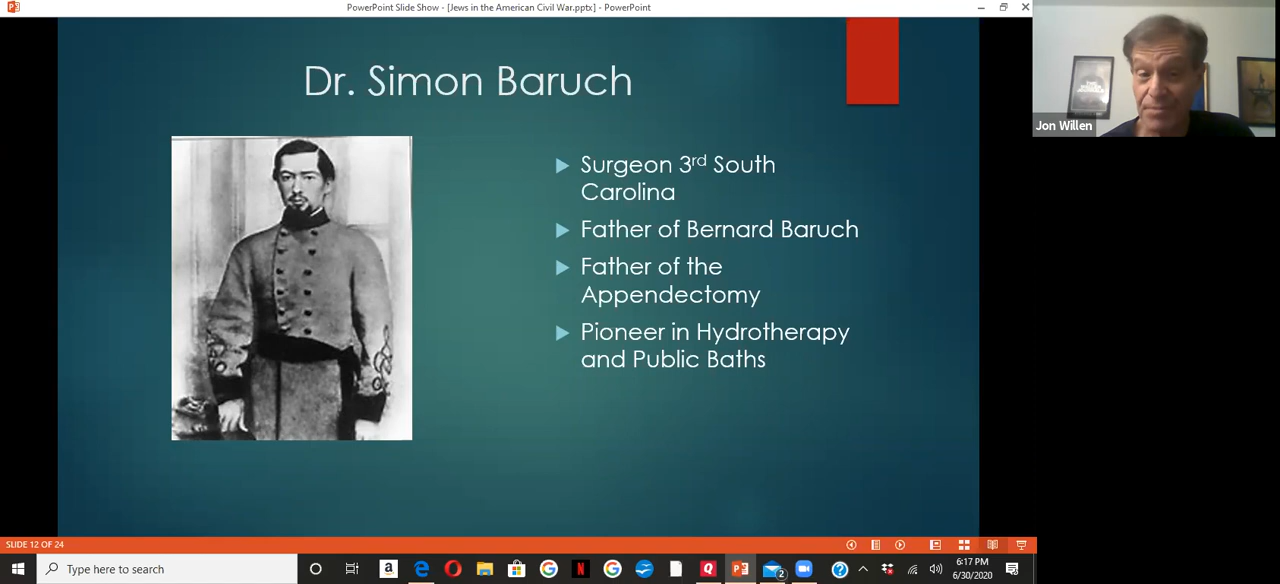 PowerPoint Slide Show - [Jews in the American Civil War.pptx] - PowerPoint
Dr. Simon Baruch
Surgeon 3rd South
Carolina
Father of Bernard Baruch
Father of the
Appendectomy
Pioneer in Hydrotherapy
and Public Baths
Jon Willen
SLIDE 12 OF 24
Type here to search
6:17 PM
6/30/2020